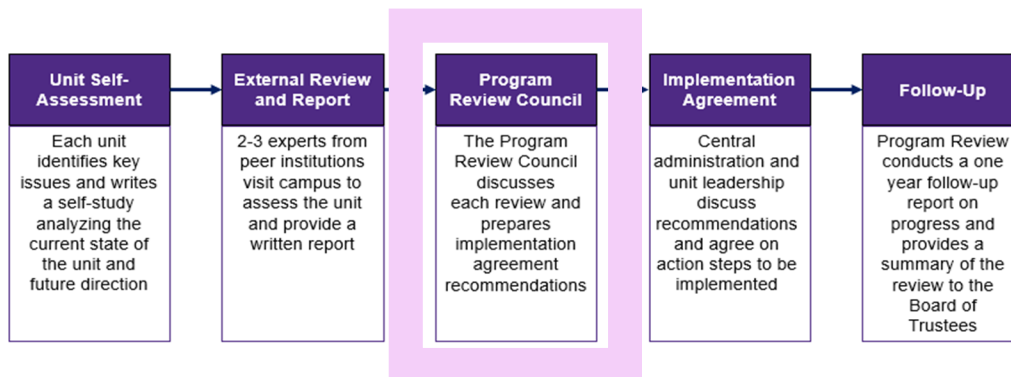 Unit Self-
Assessment
Each unit
identifies key
issues and writes
a self-study
analyzing the
current state of
the unit and
future direction
External Review
and Report
2-3 experts from
peer institutions
visit campus to
assess the unit
and provide a
written report
Program
Review Council
The Program
Review Council
discusses
each review and
prepares
implementation
agreement
recommendations
Implementation
Agreement
Central
administration and
unit leadership
discuss
recommendations
and agree on
action steps to be
implemented
Follow-Up
Program Review
conducts a one
year follow-up
report on
progress and
provides a
summary of the
review to the
Board of
Trustees